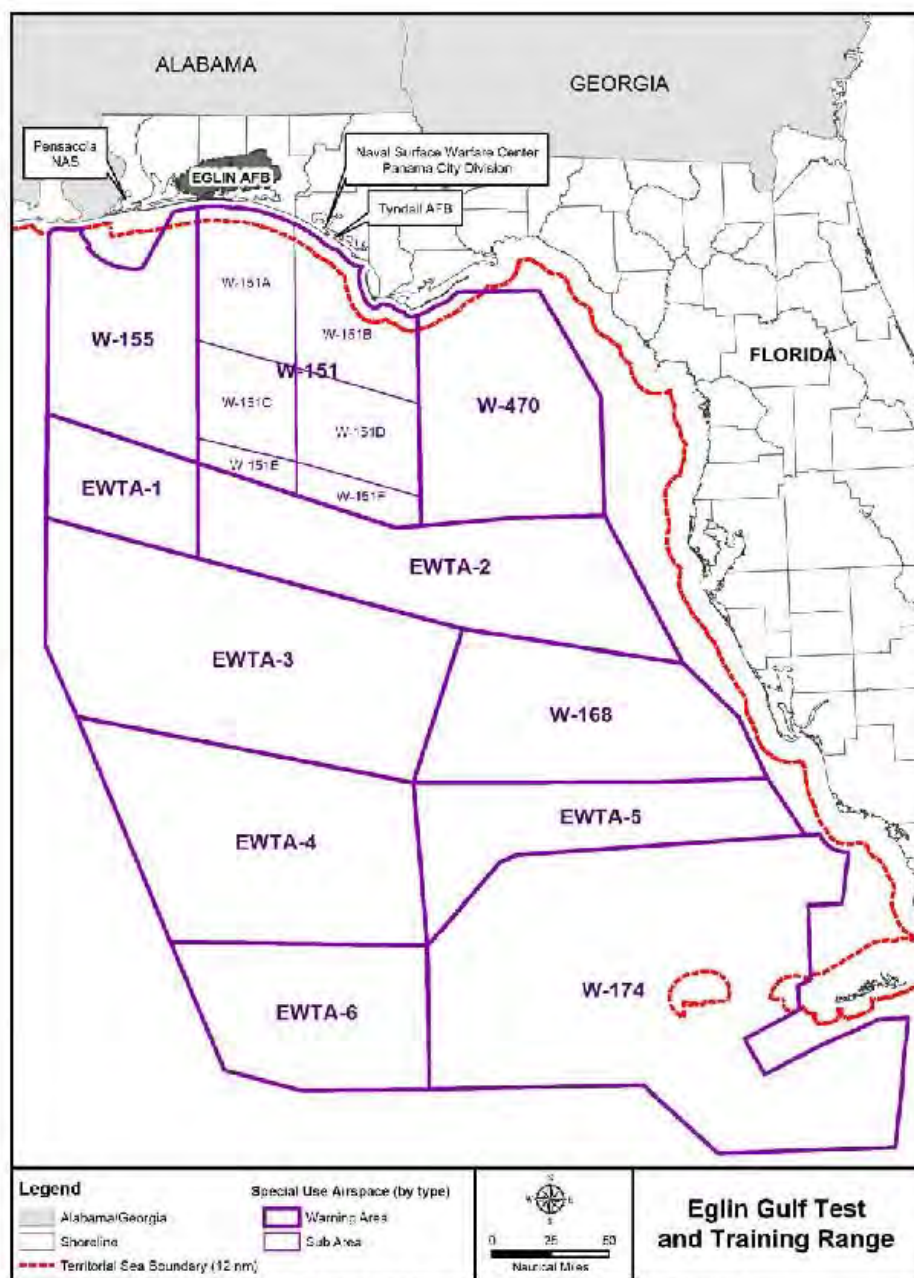 ALABAMA
GEORGIA
Pensacola
NAS
EGLIN AFB
Naval Surface Warfare Center
Panama City Division
Tyndall AFB
W-151A
W-155
W-151B
W-151
FLORIDA
W-151C
W-470
W-151D
W-151E
EWTA-1
W-151F
EWTA-2
EWTA-3
W-168
EWTA-5
EWTA-4
W-174
EWTA-6
Legend
Alabama/Georgia
Shoreline
Territorial Sea Boundary (12 nm)
Special Use Airspace (by type)
Warning Area
Sub Area
N
W
E
S
0 25 50
Nautical Miles
Eglin Gulf Test
and Training Range